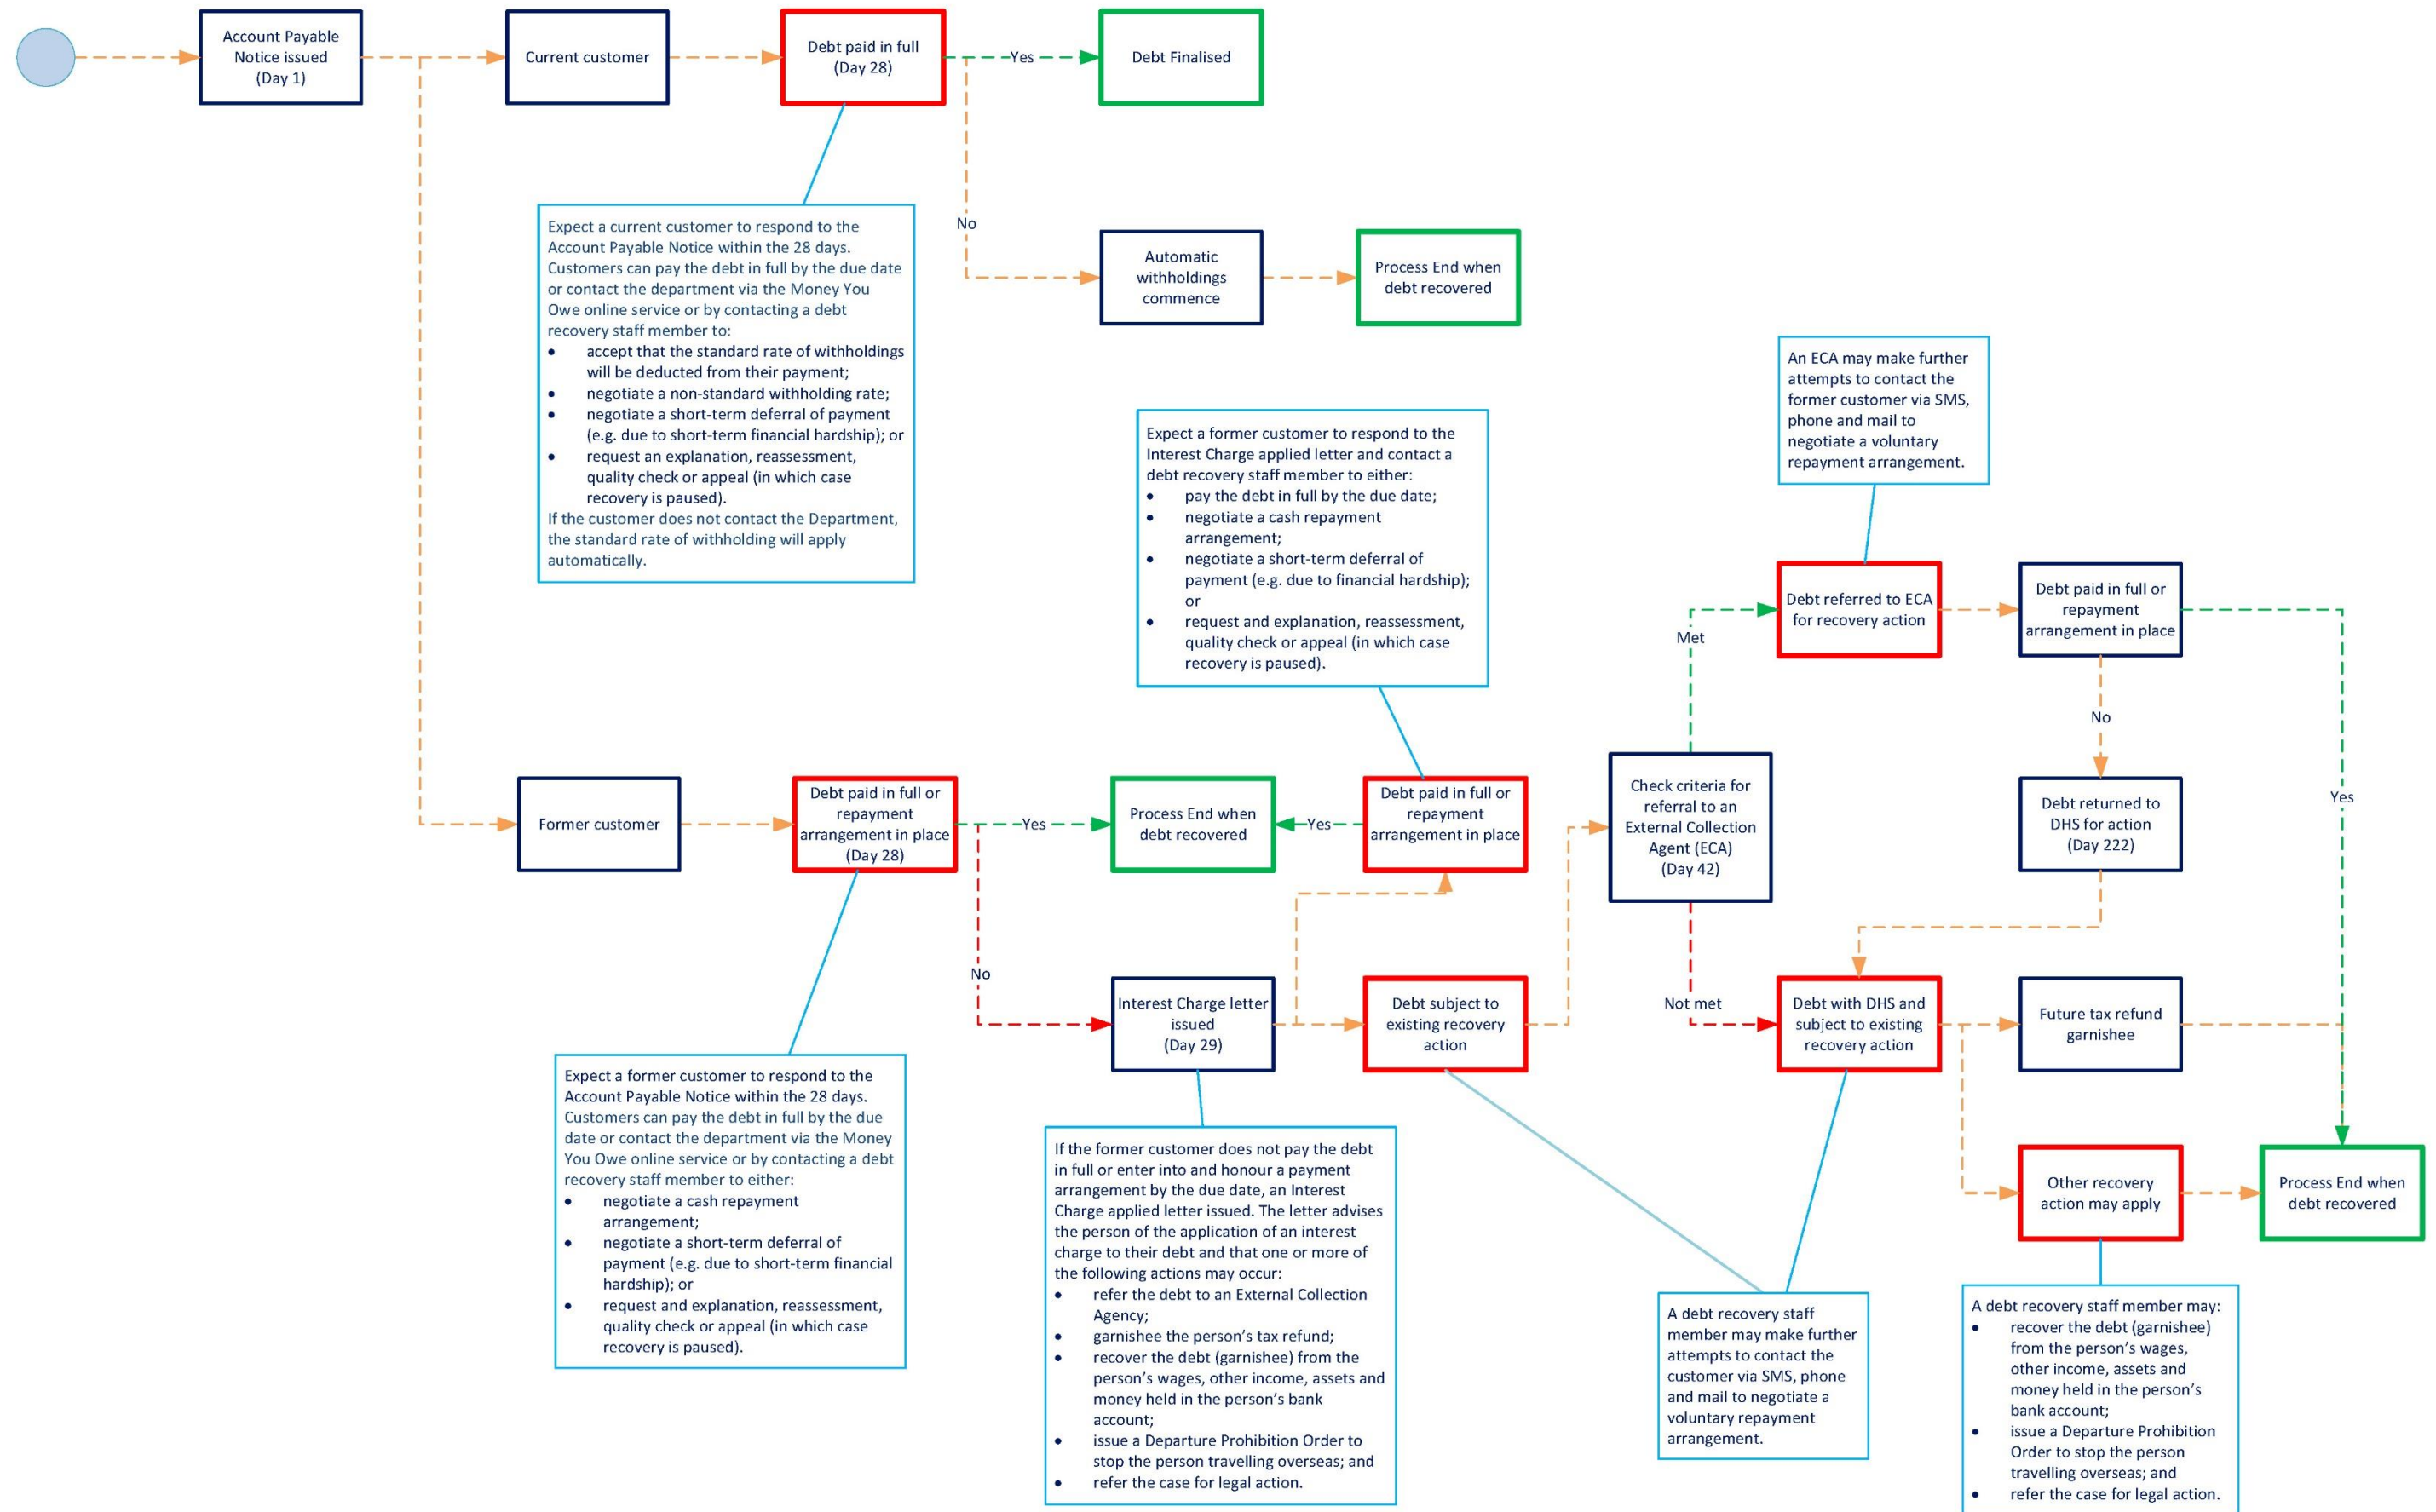 Account Payable
Notice issued
(Day 1)
Current customer
Debt paid in full
(Day 28)
Yes
Debt Finalised
No
Automatic
withholdings
commence
Process End when
debt recovered
Expect a current customer to respond to the
Account Payable Notice within the 28 days.
Customers can pay the debt in full by the due date
or contact the department via the Money You
Owe online service or by contacting a debt
recovery staff member to:
• accept that the standard rate of withholdings
will be deducted from their payment;
• negotiate a non-standard withholding rate;
• negotiate a short-term deferral of payment
(e.g. due to short-term financial hardship); or
• request an explanation, reassessment,
quality check or appeal (in which case
recovery is paused).
If the customer does not contact the Department,
the standard rate of withholding will apply
automatically.
Expect a former customer to respond to the
Interest Charge applied letter and contact a
debt recovery staff member to either:
• pay the debt in full by the due date;
• negotiate a cash repayment
arrangement;
• negotiate a short-term deferral of
payment (e.g. due to financial hardship);
or
• request and explanation, reassessment,
quality check or appeal (in which case
recovery is paused).
An ECA may make further
attempts to contact the
former customer via SMS,
phone and mail to
negotiate a voluntary
repayment arrangement.
Met
Debt referred to ECA
for recovery action
Debt paid in full or
repayment
arrangement in place
No
Yes
Former customer
Debt paid in full or
repayment
arrangement in place
(Day 28)
Yes
Process End when
debt recovered
Yes
Debt paid in full or
repayment
arrangement in place
Check criteria for
referral to an
External Collection
Agent (ECA)
(Day 42)
Debt returned to
DHS for action
(Day 222)
No
Interest Charge letter
issued
(Day 29)
Debt subject to
existing recovery
action
Not met
Debt with DHS and
subject to existing
recovery action
Future tax refund
garnishee
Other recovery
action may apply
Process End when
debt recovered
Expect a former customer to respond to the
Account Payable Notice within the 28 days.
Customers can pay the debt in full by the due
date or contact the department via the Money
You Owe online service or by contacting a debt
recovery staff member to either:
• negotiate a cash repayment
arrangement;
• negotiate a short-term deferral of
payment (e.g. due to short-term financial
hardship); or
• request and explanation, reassessment,
quality check or appeal (in which case
recovery is paused).
If the former customer does not pay the debt
in full or enter into and honour a payment
arrangement by the due date, an Interest
Charge applied letter issued. The letter advises
the person of the application of an interest
charge to their debt and that one or more of
the following actions may occur:
• refer the debt to an External Collection
Agency;
• garnishee the person's tax refund;
• recover the debt (garnishee) from the
person's wages, other income, assets and
money held in the person's bank
account;
• issue a Departure Prohibition Order to
stop the person travelling overseas; and
• refer the case for legal action.
A debt recovery staff
member may make further
attempts to contact the
customer via SMS, phone
and mail to negotiate a
voluntary repayment
arrangement.
A debt recovery staff member may:
• recover the debt (garnishee)
from the person's wages,
other income, assets and
money held in the person's
bank account;
• issue a Departure Prohibition
Order to stop the person
travelling overseas; and
• refer the case for legal action.